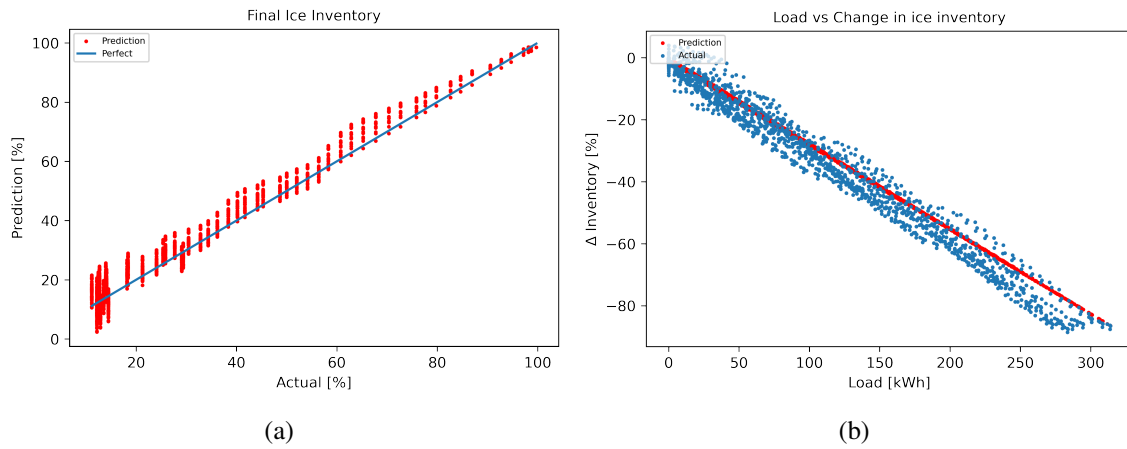 Final Ice Inventory
Prediction
Perfect
100
80
60
40
20
0
Prediction [%]
20
40
60
80
100
Actual [%]
(a)
Load vs Change in ice inventory
Prediction
Actual
0
−20
−40
−60
−80
Δ Inventory [%]
0
50
100
150
200
250
300
Load [kWh]
(b)